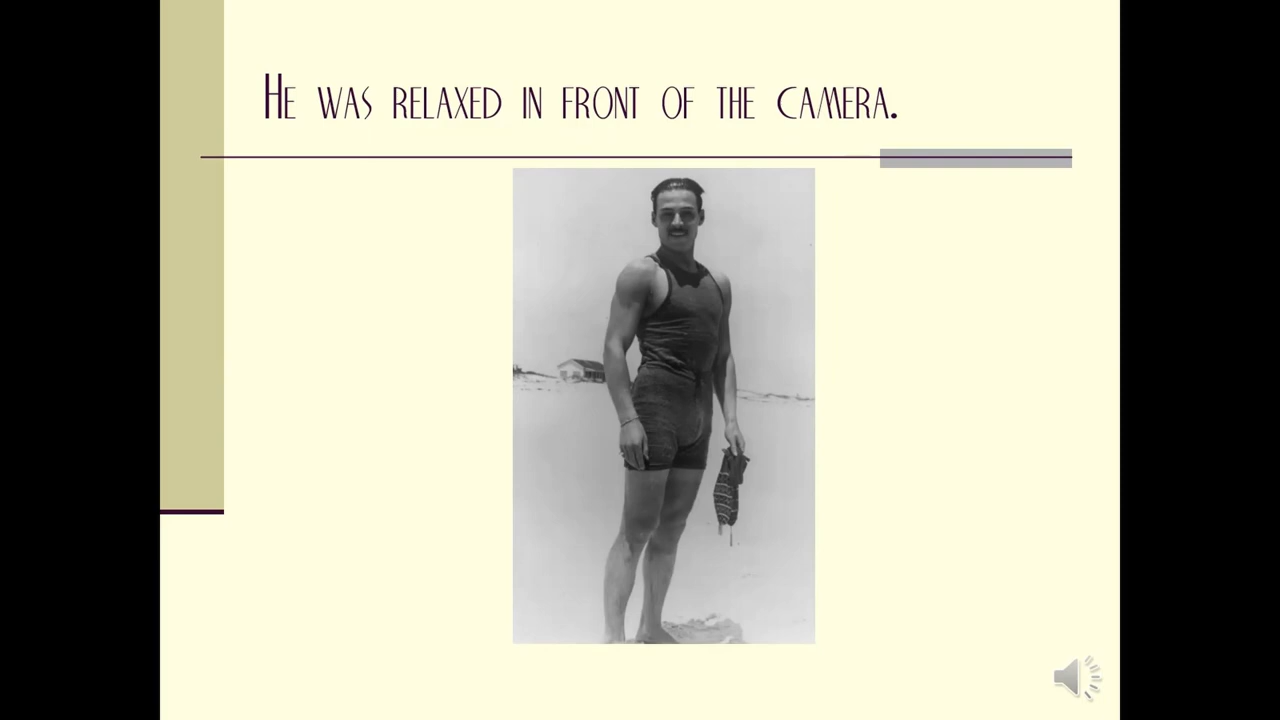 He was relaxed in front of the camera.